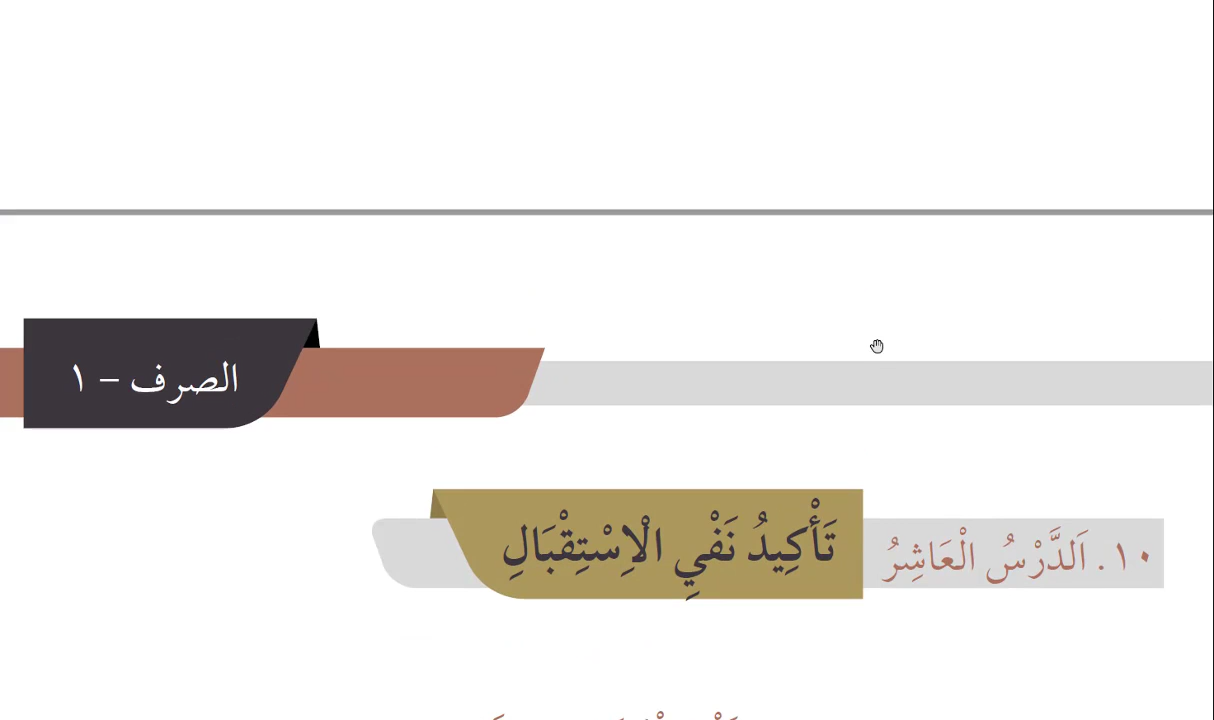 الصرف – ١
١٠. اَلدَّرْسُ الْعَاشِرُ تَأْكِيدُ نَفْيِ الْاِسْتِقْبَالِ